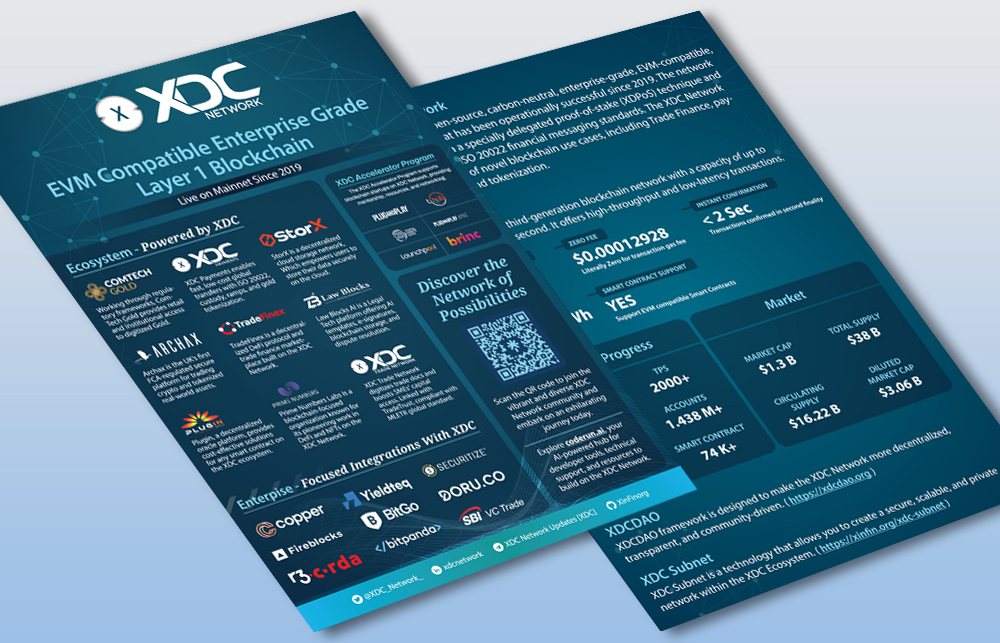 XDC
NETWORK
EVM Compatible Enterprise Grade
Layer 1 Blockchain
Live on Mainnet Since 2019
Ecosystem - Powered by XDC
COMTECH
GOLD
Working through regula-
tory frameworks, Com-
Tech Gold provides retail
and institutional access
to digitized Gold.
XDC
XDC Payments enables
fast, low-cost global
transfers with ISO 20022,
custody, ramps, and gold
tokenization.
StorX
StorX is a decentralized
cloud storage network,
Which empowers users to
store their data securely
on the cloud.
ARCHAX
Archax is the UK's first
FCA-regulated secure
platform for trading
crypto and tokenized
real-world assets.
TradeFinex
TradeFinex is a decentral-
ized DeFi protocol and
trade finance market-
place built on the XDC
Network.
Law Blocks
Law Blocks AI is a Legal
Tech platform offering AI
templates, e-signatures,
blockchain storage, and
dispute resolution.
PLUGIN
Plugin, a decentralized
oracle platform, provides
cost-effective solutions
for any smart contract on
the XDC ecosystem.
PRIME NUMBERS
Prime Numbers Labs is a
blockchain-focused
organization known for
its pioneering work in
DeFi and NFTs on the
XDC Network.
XDC
TRADE NETWORK
XDC Trade Network
digitizes trade docs and
boosts SMEs' capital
access. Linked with
TradeTrust, compliant with
MLETR global standard.
Enterpise - Focused Integrations With XDC
copper
Yieldteq
SECURITIZE
Fireblocks
BitGo
DORU.CO
r3. c·rda
bitpanda
SBI VC Trade
XDC Accelerator Program
The XDC Accelerator Program supports
blockchain startups on XDC Network, providing
mentorship, resources, and networking.
PLUGANDPLAY
PLUGANDPLAY
Launchpool
brinc
Discover the
Network of
Possibilities
Scan the QR code to join the
vibrant and diverse XDC
Network community and
embark on an exhilarating
journey today.
Explore coderun.ai, your
AI-powered hub for
developer tools, technical
support, and resources to
build on the XDC Network.
@XDC_Network_
xdcnetwork
XDC Network Updates [XDC]
XinFinorg
ork
en-source, carbon-neutral, enterprise-grade, EVM-compatible,
at has been operationally successful since 2019. The network
a specially delegated proof-of-stake (XDPoS) technique and
ISO 20022 financial messaging standards. The XDC Network
of novel blockchain use cases, including Trade Finance, pay-
id tokenization.
third-generation blockchain network with a capacity of up to
second. It offers high-throughput and low-latency transactions.
ZERO FEE
$0.00012928
Literally Zero for transaction gas fee
INSTANT CONFIRMATION
< 2 Sec
Transactions confirmed in second finality
Wh
SMART CONTRACT SUPPORT
YES
Support EVM compatible Smart Contracts
Progress
TPS
2000+
ACCOUNTS
1.438 M+
SMART CONTRACT
74 K+
Market
MARKET CAP
$1.3 B
TOTAL SUPPLY
$38 B
CIRCULATING
SUPPLY
$16.22 B
DILUTED
MARKET CAP
$3.06 B
XDCDAO
XDCDAO framework is designed to make the XDC Network more decentralized,
transparent, and community-driven. ( https://xdcdao.org )
XDC Subnet
XDC Subnet is a technology that allows you to create a secure, scalable, and private
network within the XDC Ecosystem. ( https://xinfin.org/xdc-subnet )